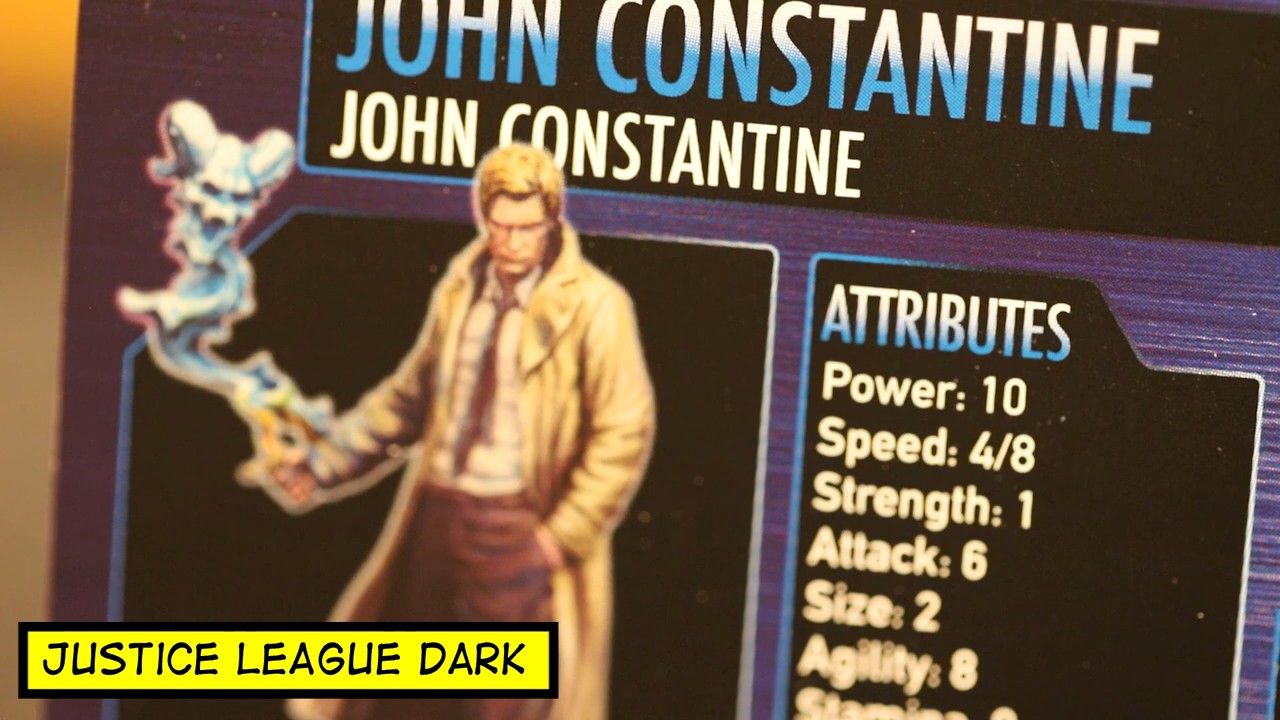 JOHN CONSTANTINE
JOHN CONSTANTINE
ATTRIBUTES
Power: 10
Speed: 4/8
Strength: 1
Attack: 6
Size: 2
Agility: 8
JUSTICE LEAGUE DARK